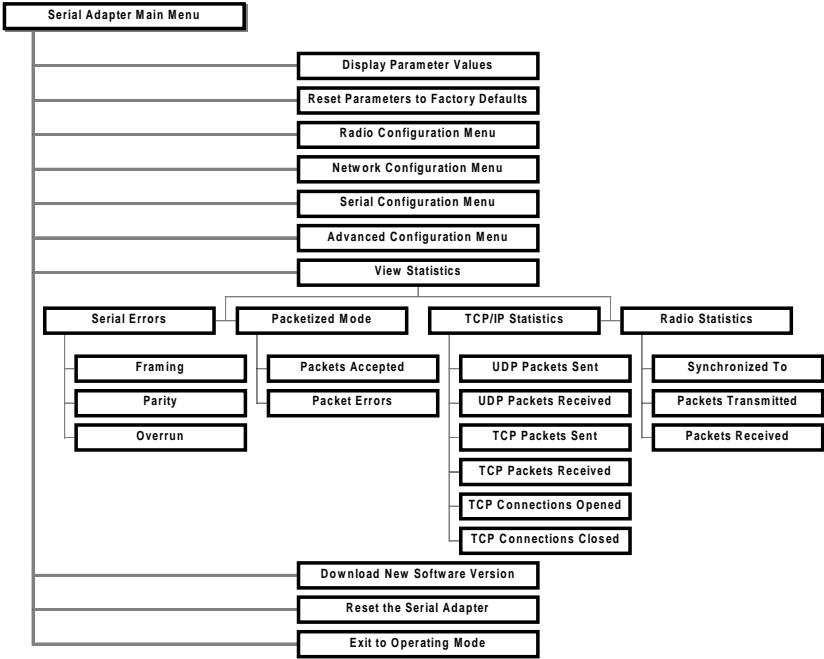 Serial Adapter Main Menu
Display Parameter Values
Reset Parameters to Factory Defaults
Radio Configuration Menu
Network Configuration Menu
Serial Configuration Menu
Advanced Configuration Menu
View Statistics
Serial Errors
Packetized Mode
TCP/IP Statistics
Radio Statistics
Framing
Packets Accepted
UDP Packets Sent
Synchronized To
Parity
Packet Errors
UDP Packets Received
Packets Transmitted
Overrun
TCP Packets Sent
Packets Received
TCP Packets Received
TCP Connections Opened
TCP Connections Closed
Download New Software Version
Reset the Serial Adapter
Exit to Operating Mode